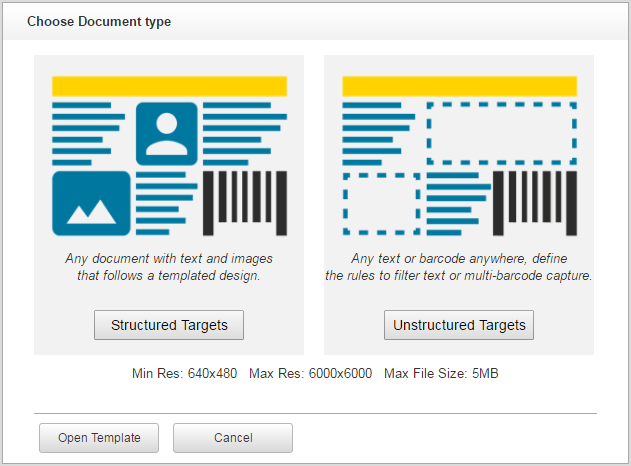 Choose Document type
Any document with text and images
that follows a templated design.
Structured Targets
Any text or barcode anywhere, define
the rules to filter text or multi-barcode capture.
Unstructured Targets
Min Res: 640x480 Max Res: 6000x6000 Max File Size: 5MB
Open Template
Cancel